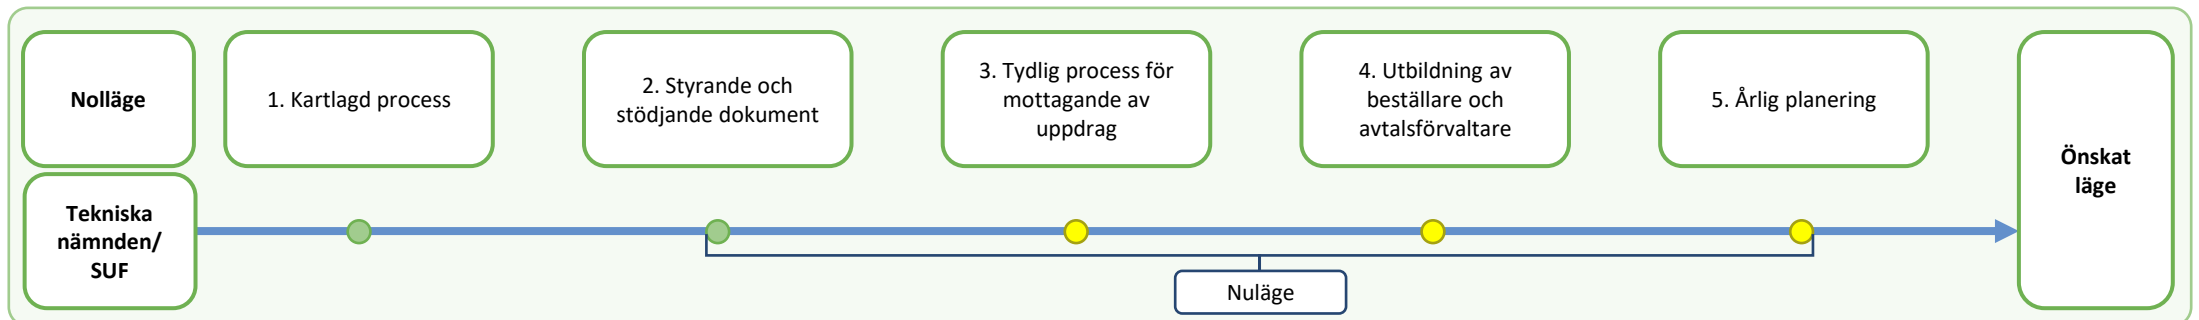 Nolläge
1. Kartlagd process
2. Styrande och
stödjande dokument
3. Tydlig process för
mottagande av
uppdrag
4. Utbildning av
beställare och
avtalsförvaltare
5. Årlig planering
Önskat
läge
Tekniska
nämnden/
SUF
Nuläge